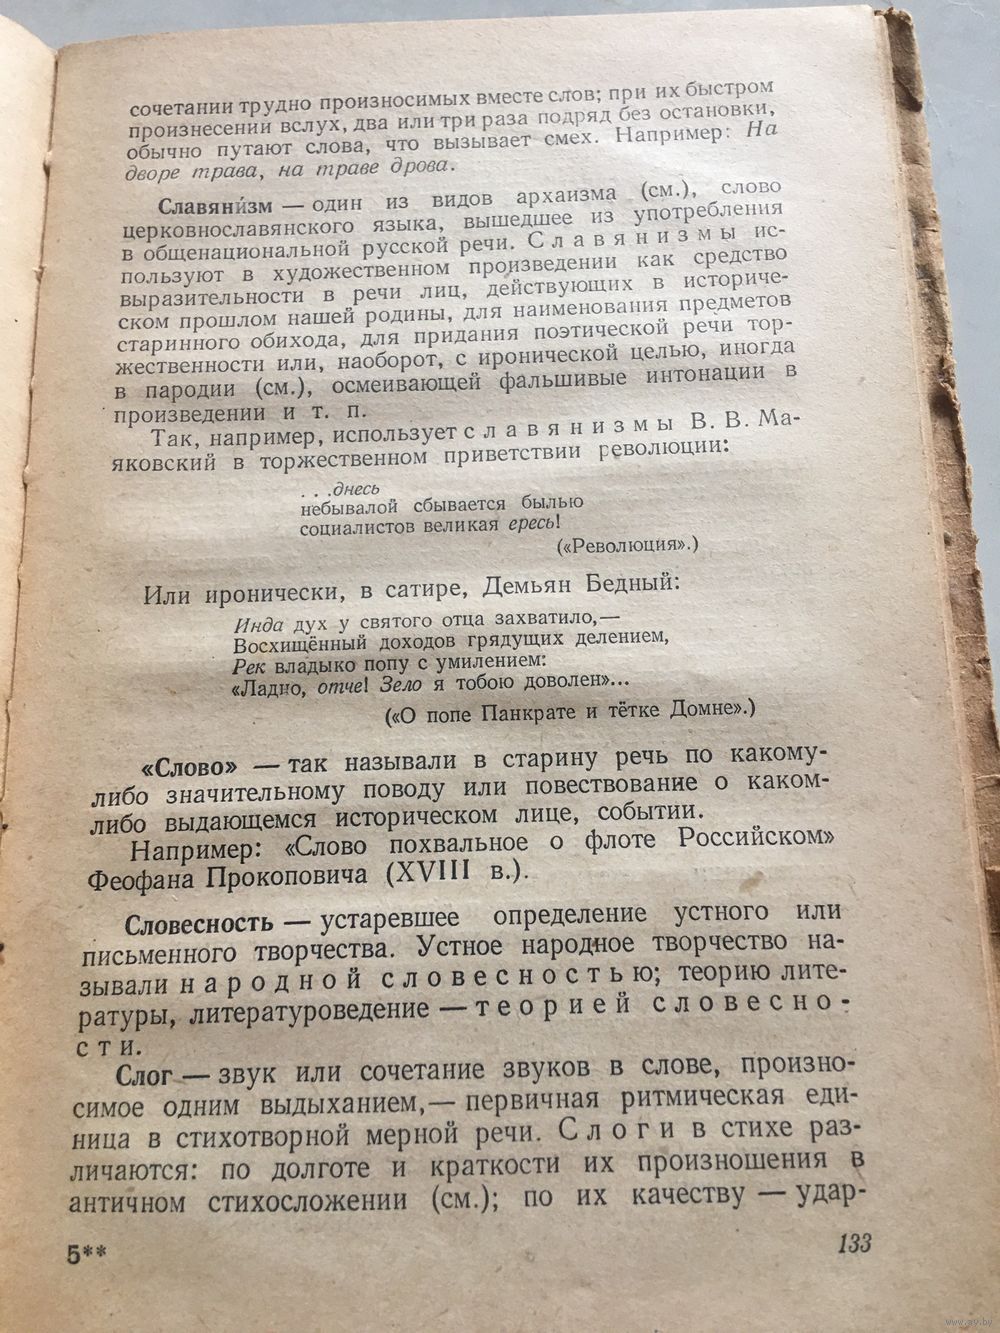 сочетании трудно произносимых вместе слов; при их быстром
произнесении вслух, два или три раза подряд без остановки,
обычно путают слова, что вызывает смех. Например: На
дворе трава, на траве дрова.
Славяни́зм — один из видов архаизма (см.), слово
церковнославянского языка, вышедшее из употребления
в общенациональной русской речи. Славянизмы ис-
пользуют в художественном произведении как средство
выразительности в речи лиц, действующих в историче-
ском прошлом нашей родины, для наименования предметов
старинного обихода, для придания поэтической речи тор-
жественности или, наоборот, с иронической целью, иногда
в пародии (см.), осмеивающей фальшивые интонации в
произведении и т. п.
Так, например, использует славянизмы В. В. Ма-
яковский в торжественном приветствии революции:
. . .днесь
небывалой сбывается былью
социалистов великая ересь!
(«Революция».)
Или иронически, в сатире, Демьян Бедный:
Инда дух у святого отца захватило,—
Восхищённый доходов грядущих делением,
Рек владыко попу с умилением:
«Ладно, отче! Зело я тобою доволен»...
(«О попе Панкрате и тётке Домне».)
«Слово» — так называли в старину речь по какому-
либо значительному поводу или повествование о каком-
либо выдающемся историческом лице, событии.
Например: «Слово похвальное о флоте Российском»
Феофана Прокоповича (XVIII в.).
Словесность — устаревшее определение устного или
письменного творчества. Устное народное творчество на-
зывали народной словесностью; теорию лите-
ратуры, литературоведение — теорией словесно-
сти.
Слог — звук или сочетание звуков в слове, произно-
симое одним выдыханием,— первичная ритмическая еди-
ница в стихотворной мерной речи. Слоги в стихе раз-
личаются: по долготе и краткости их произношения в
античном стихосложении (см.); по их качеству — удар-
5**
133
www.ay.by